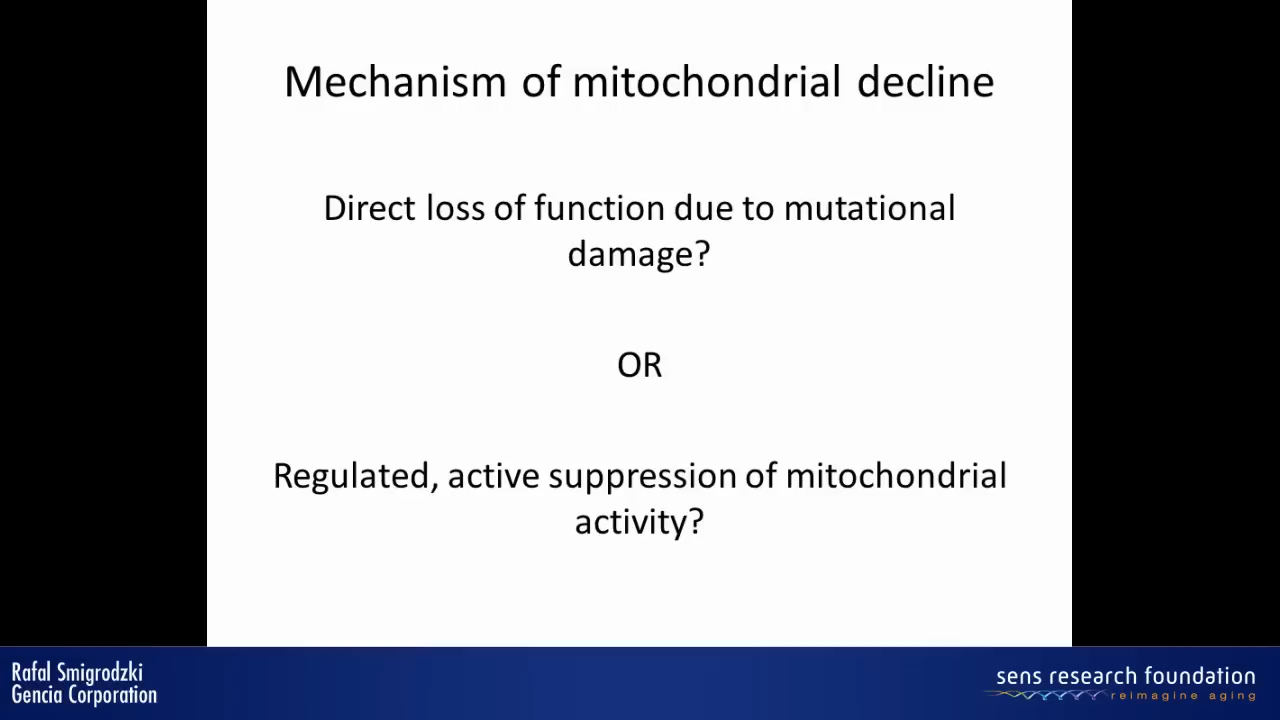 Mechanism of mitochondrial decline
Direct loss of function due to mutational
damage?
OR
Regulated, active suppression of mitochondrial
activity?
Rafal Smigrodzki
Gencia Corporation
sens research foundation
reimagine aging